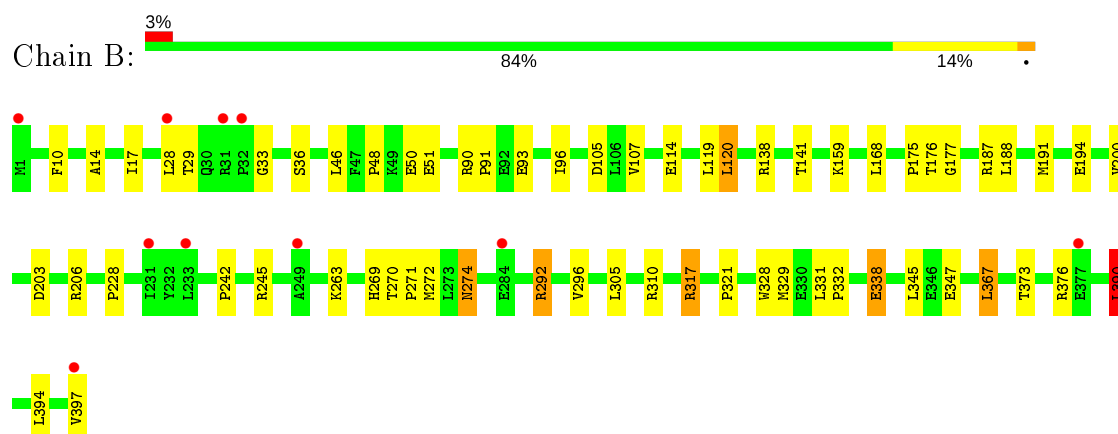 3%
Chain B:
84%
14%
M1 F10 A14 I17 L28 T29 Q30 R31 P32 G33 S36 L46 F47 P48 K49 E50 E51 R90 P91 E92 E93 I96 D105 L106 V107 E114 L119 L120 R138 T141 K159 L168 P175 T176 G177 R187 L188 M191 E194
D203 R206 P228 I231 Y232 L233 P242 R245 A249 K263 H269 T270 P271 M272 L273 N274 E284 R292 V296 L305 R310 R317 P321 W328 M329 E330 L331 P332 E338 L345 E346 E347 L367 T373 R376 E377
L394 V397